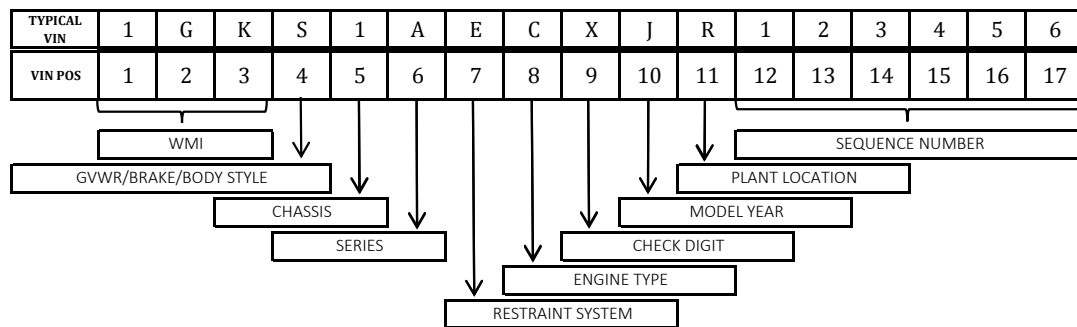 TYPICAL VIN 1 G K S 1 A E C X J R 1 2 3 4 5 6
VIN POS 1 2 3 4 5 6 7 8 9 10 11 12 13 14 15 16 17
WMI SEQUENCE NUMBER
GVWR/BRAKE/BODY STYLE PLANT LOCATION
CHASSIS MODEL YEAR
SERIES CHECK DIGIT
ENGINE TYPE
RESTRAINT SYSTEM